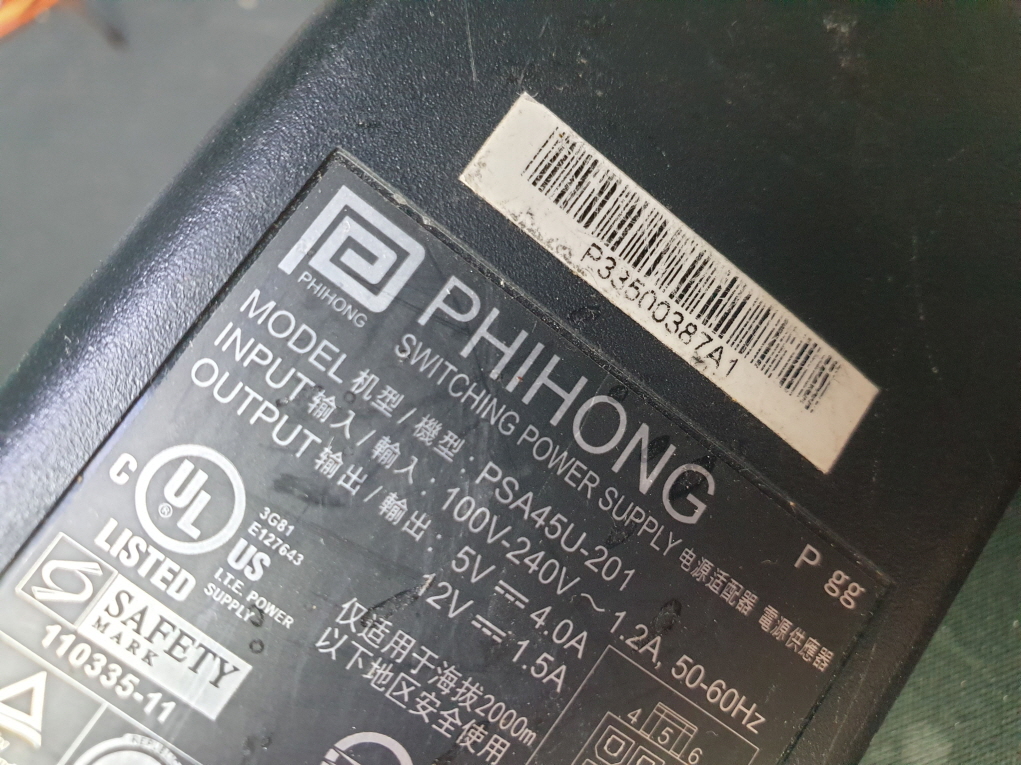 P33500387A1
PHIHONG
PHIHONG
SWITCHING POWER SUPPLY 电源适配器 電源供應器
P gg
MODEL 机型/機型: PSA45U-201
INPUT 输入/輸入: 100V-240V ~ 1.2A, 50-60Hz
OUTPUT 输出/輸出: 5V ⎓ 4.0A
12V ⎓ 1.5A
C UL ® US
LISTED
3G81
E127643
I.T.E. POWER
SUPPLY
仅适用于海拔2000m
以下地区安全使用
S
SAFETY
MARK
110335-11
4 5 6